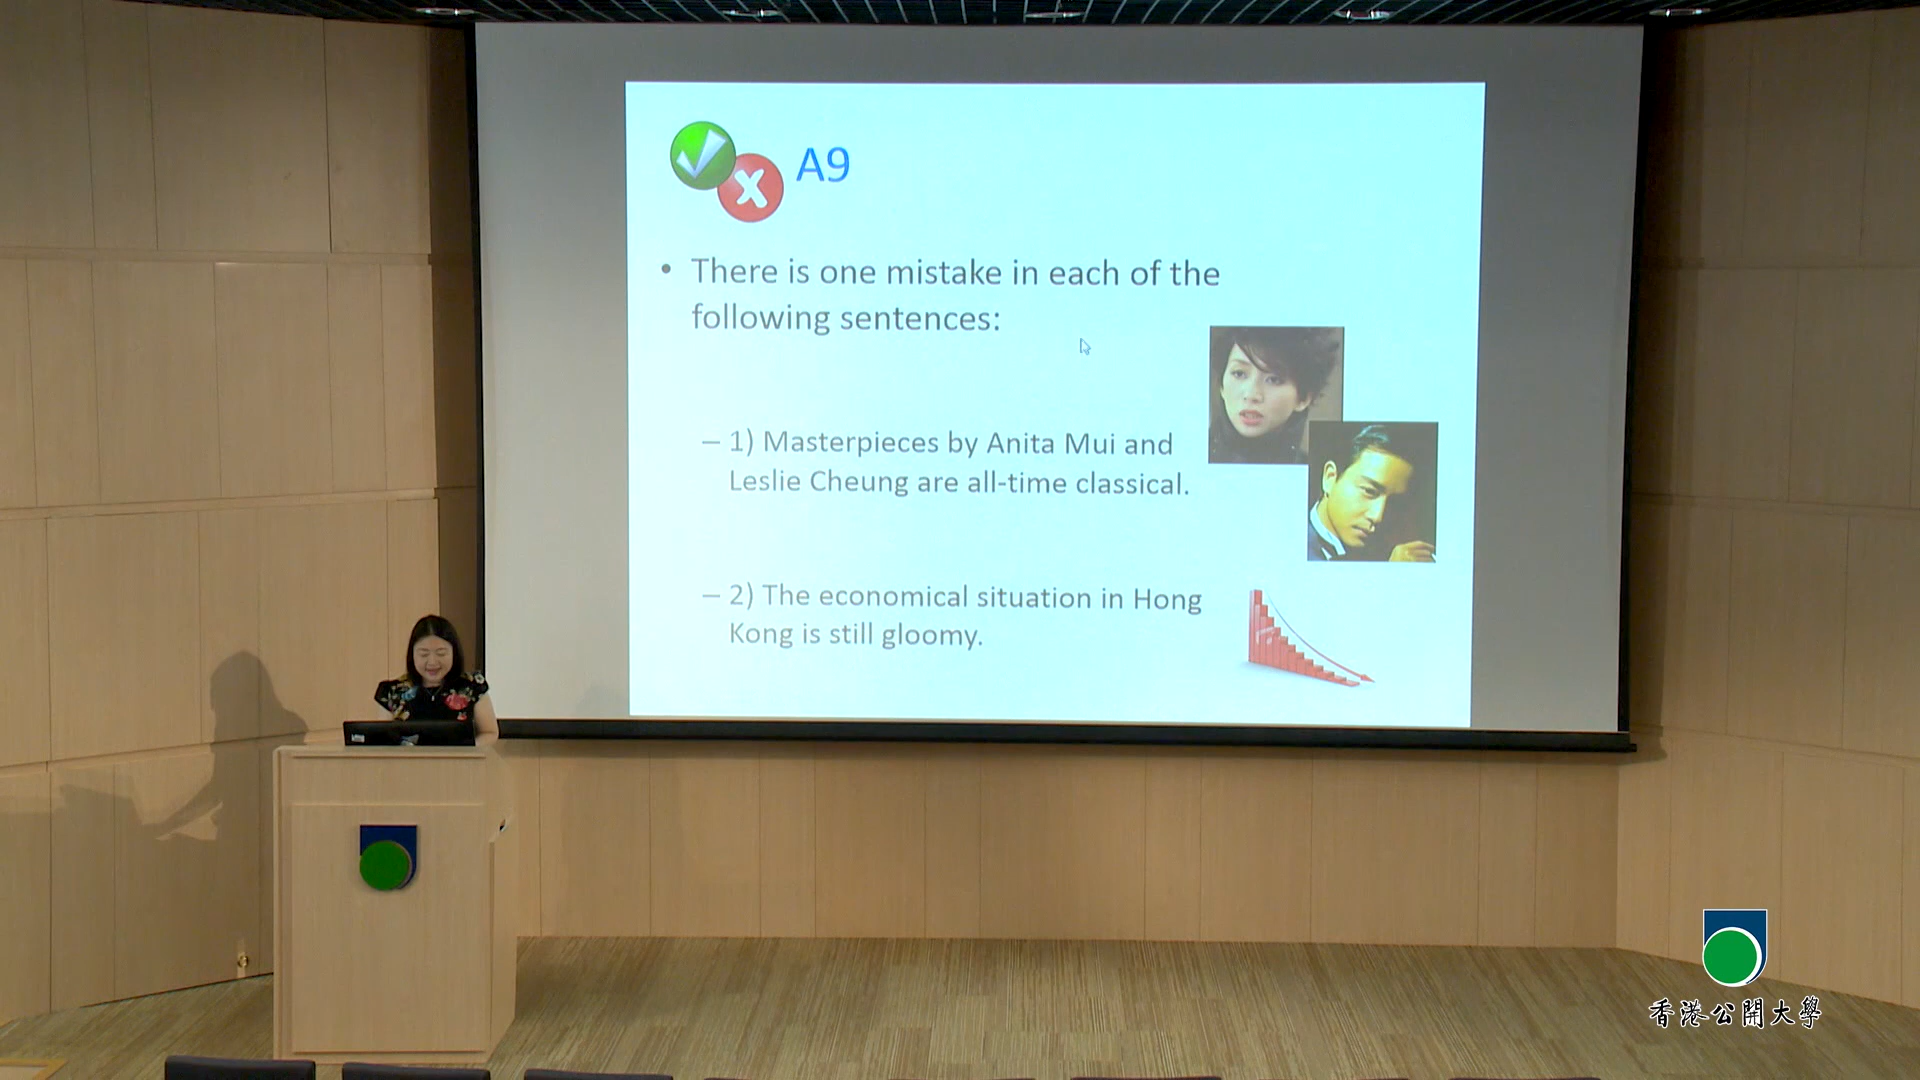 A9
• There is one mistake in each of the
following sentences:
– 1) Masterpieces by Anita Mui and
Leslie Cheung are all-time classical.
– 2) The economical situation in Hong
Kong is still gloomy.
香港公開大學